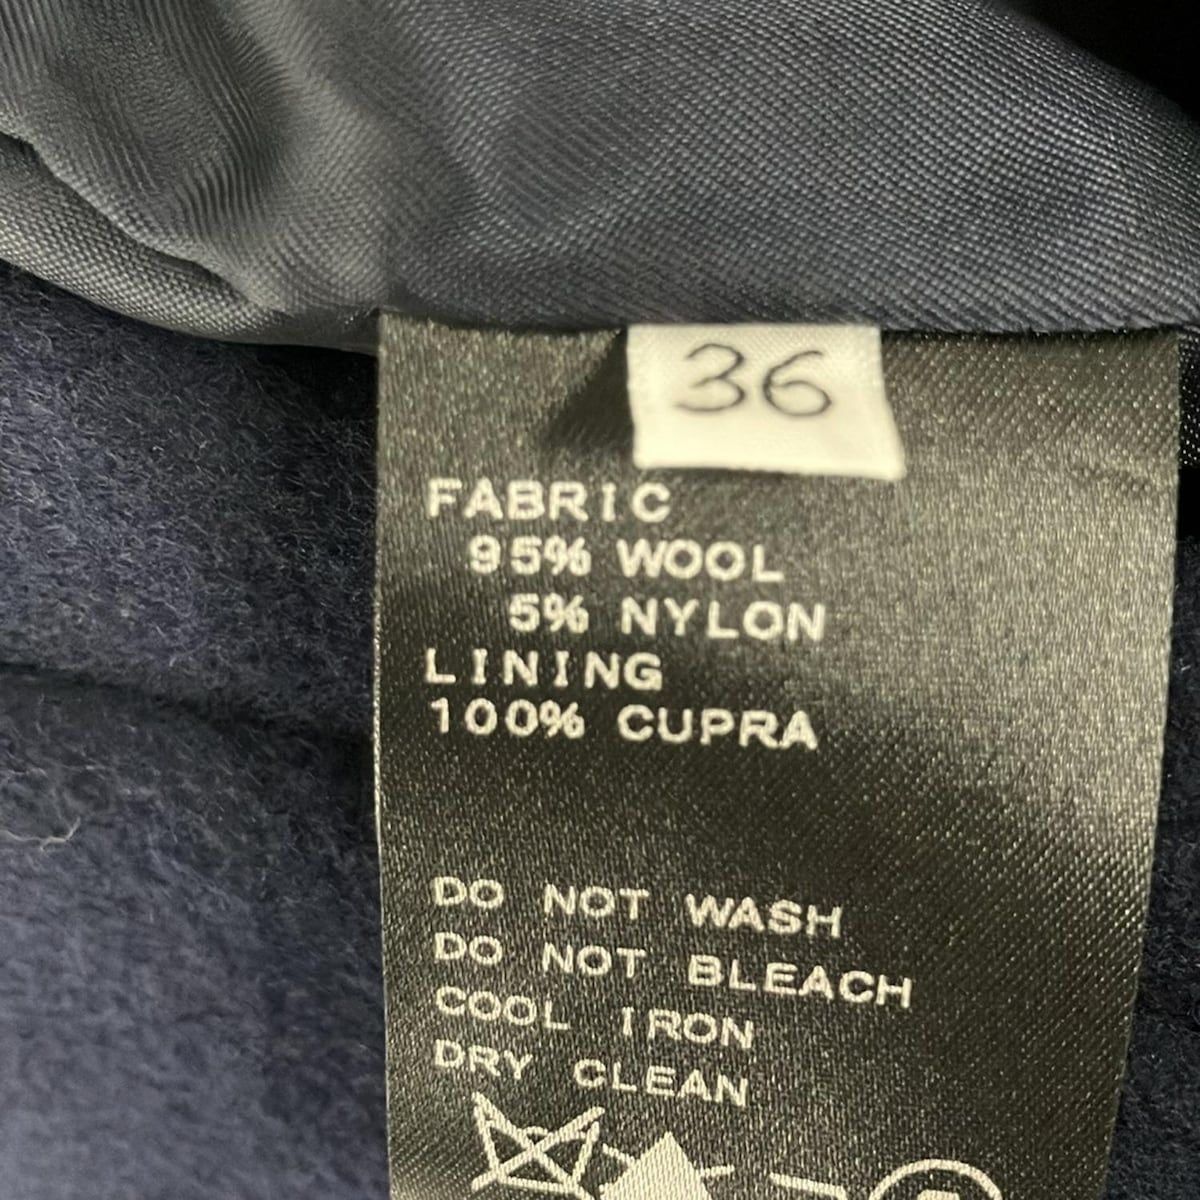 36
FABRIC
95% WOOL
5% NYLON
LINING
100% CUPRA
DO NOT WASH
DO NOT BLEACH
COOL IRON
DRY CLEAN